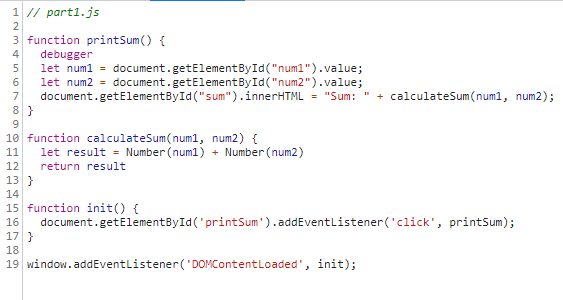 1 // part1.js
2
3 function printSum() {
4   debugger
5   let num1 = document.getElementById("num1").value;
6   let num2 = document.getElementById("num2").value;
7   document.getElementById("sum").innerHTML = "Sum: " + calculateSum(num1, num2);
8 }
9
10 function calculateSum(num1, num2) {
11   let result = Number(num1) + Number(num2)
12   return result
13 }
14
15 function init() {
16   document.getElementById('printSum').addEventListener('click', printSum);
17 }
18
19 window.addEventListener('DOMContentLoaded', init);